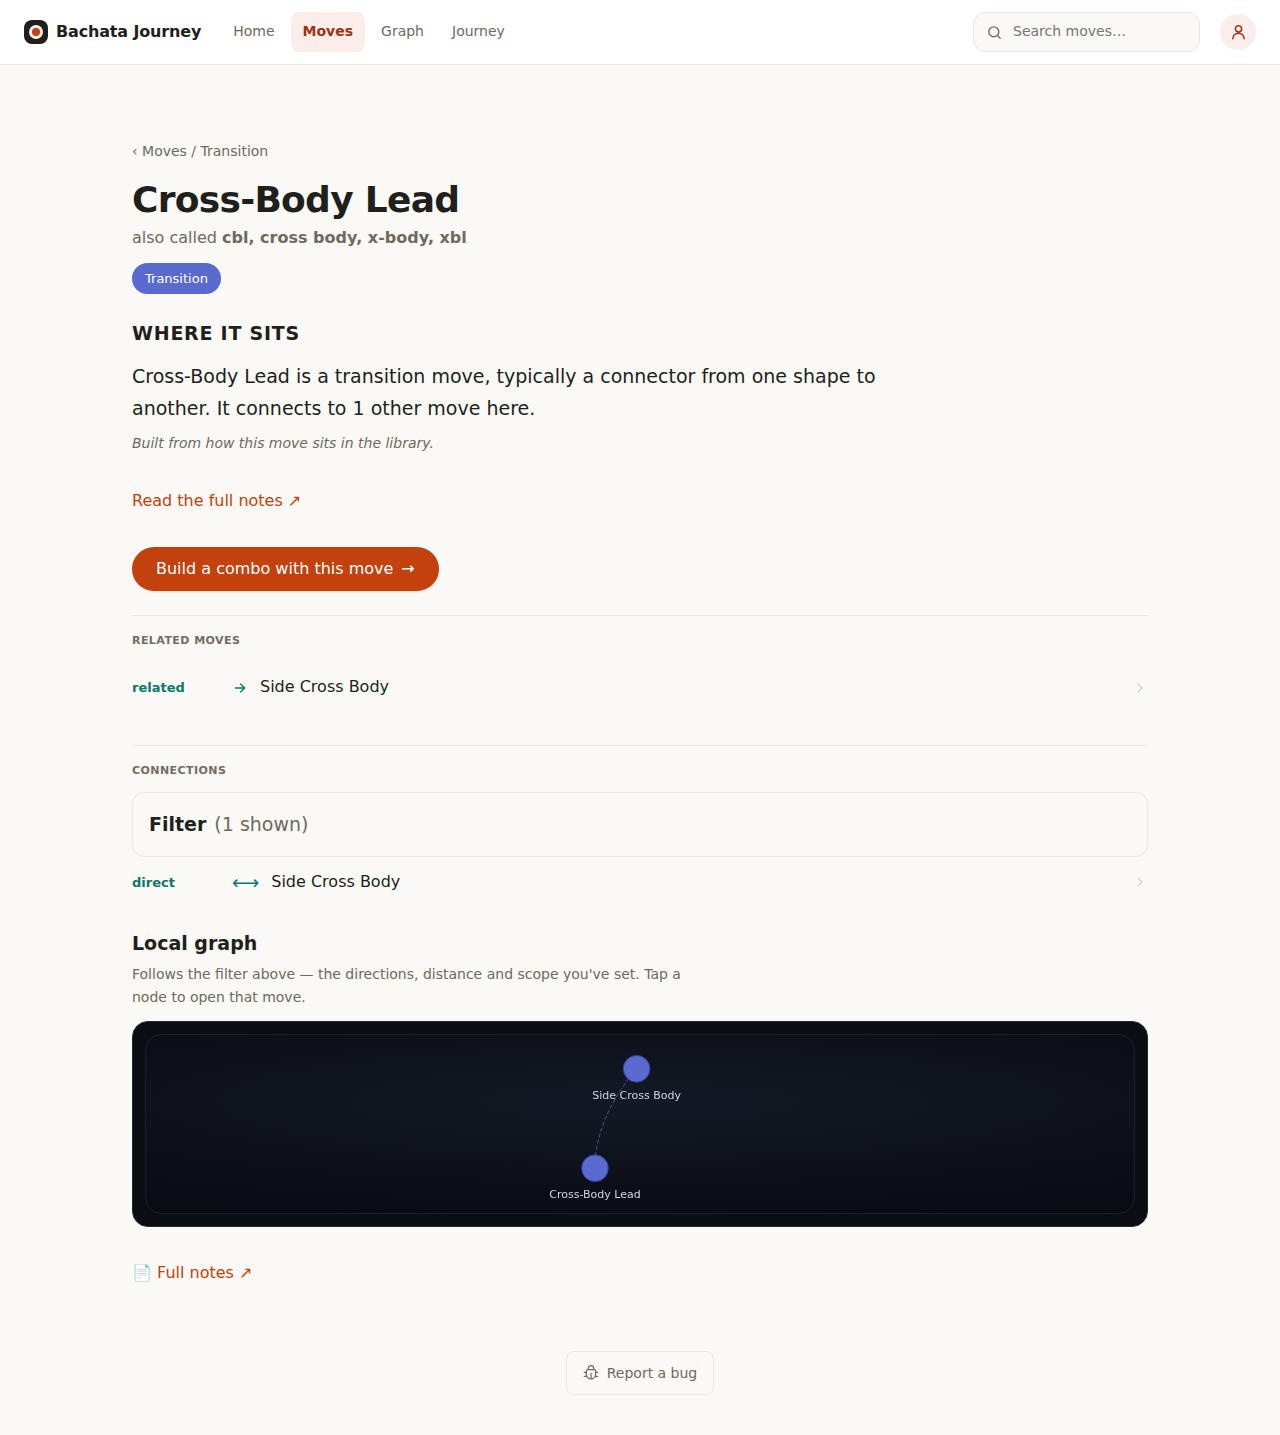 Bachata Journey
Home
Moves
Graph
Journey
Search moves...
‹ Moves / Transition
Cross-Body Lead
also called cbl, cross body, x-body, xbl
Transition
WHERE IT SITS
Cross-Body Lead is a transition move, typically a connector from one shape to
another. It connects to 1 other move here.
Built from how this move sits in the library.
Read the full notes ↗
Build a combo with this move →
RELATED MOVES
related → Side Cross Body
CONNECTIONS
Filter (1 shown)
direct ⟷ Side Cross Body
Local graph
Follows the filter above — the directions, distance and scope you've set. Tap a
node to open that move.
Side Cross Body
Cross-Body Lead
📄 Full notes ↗
Report a bug